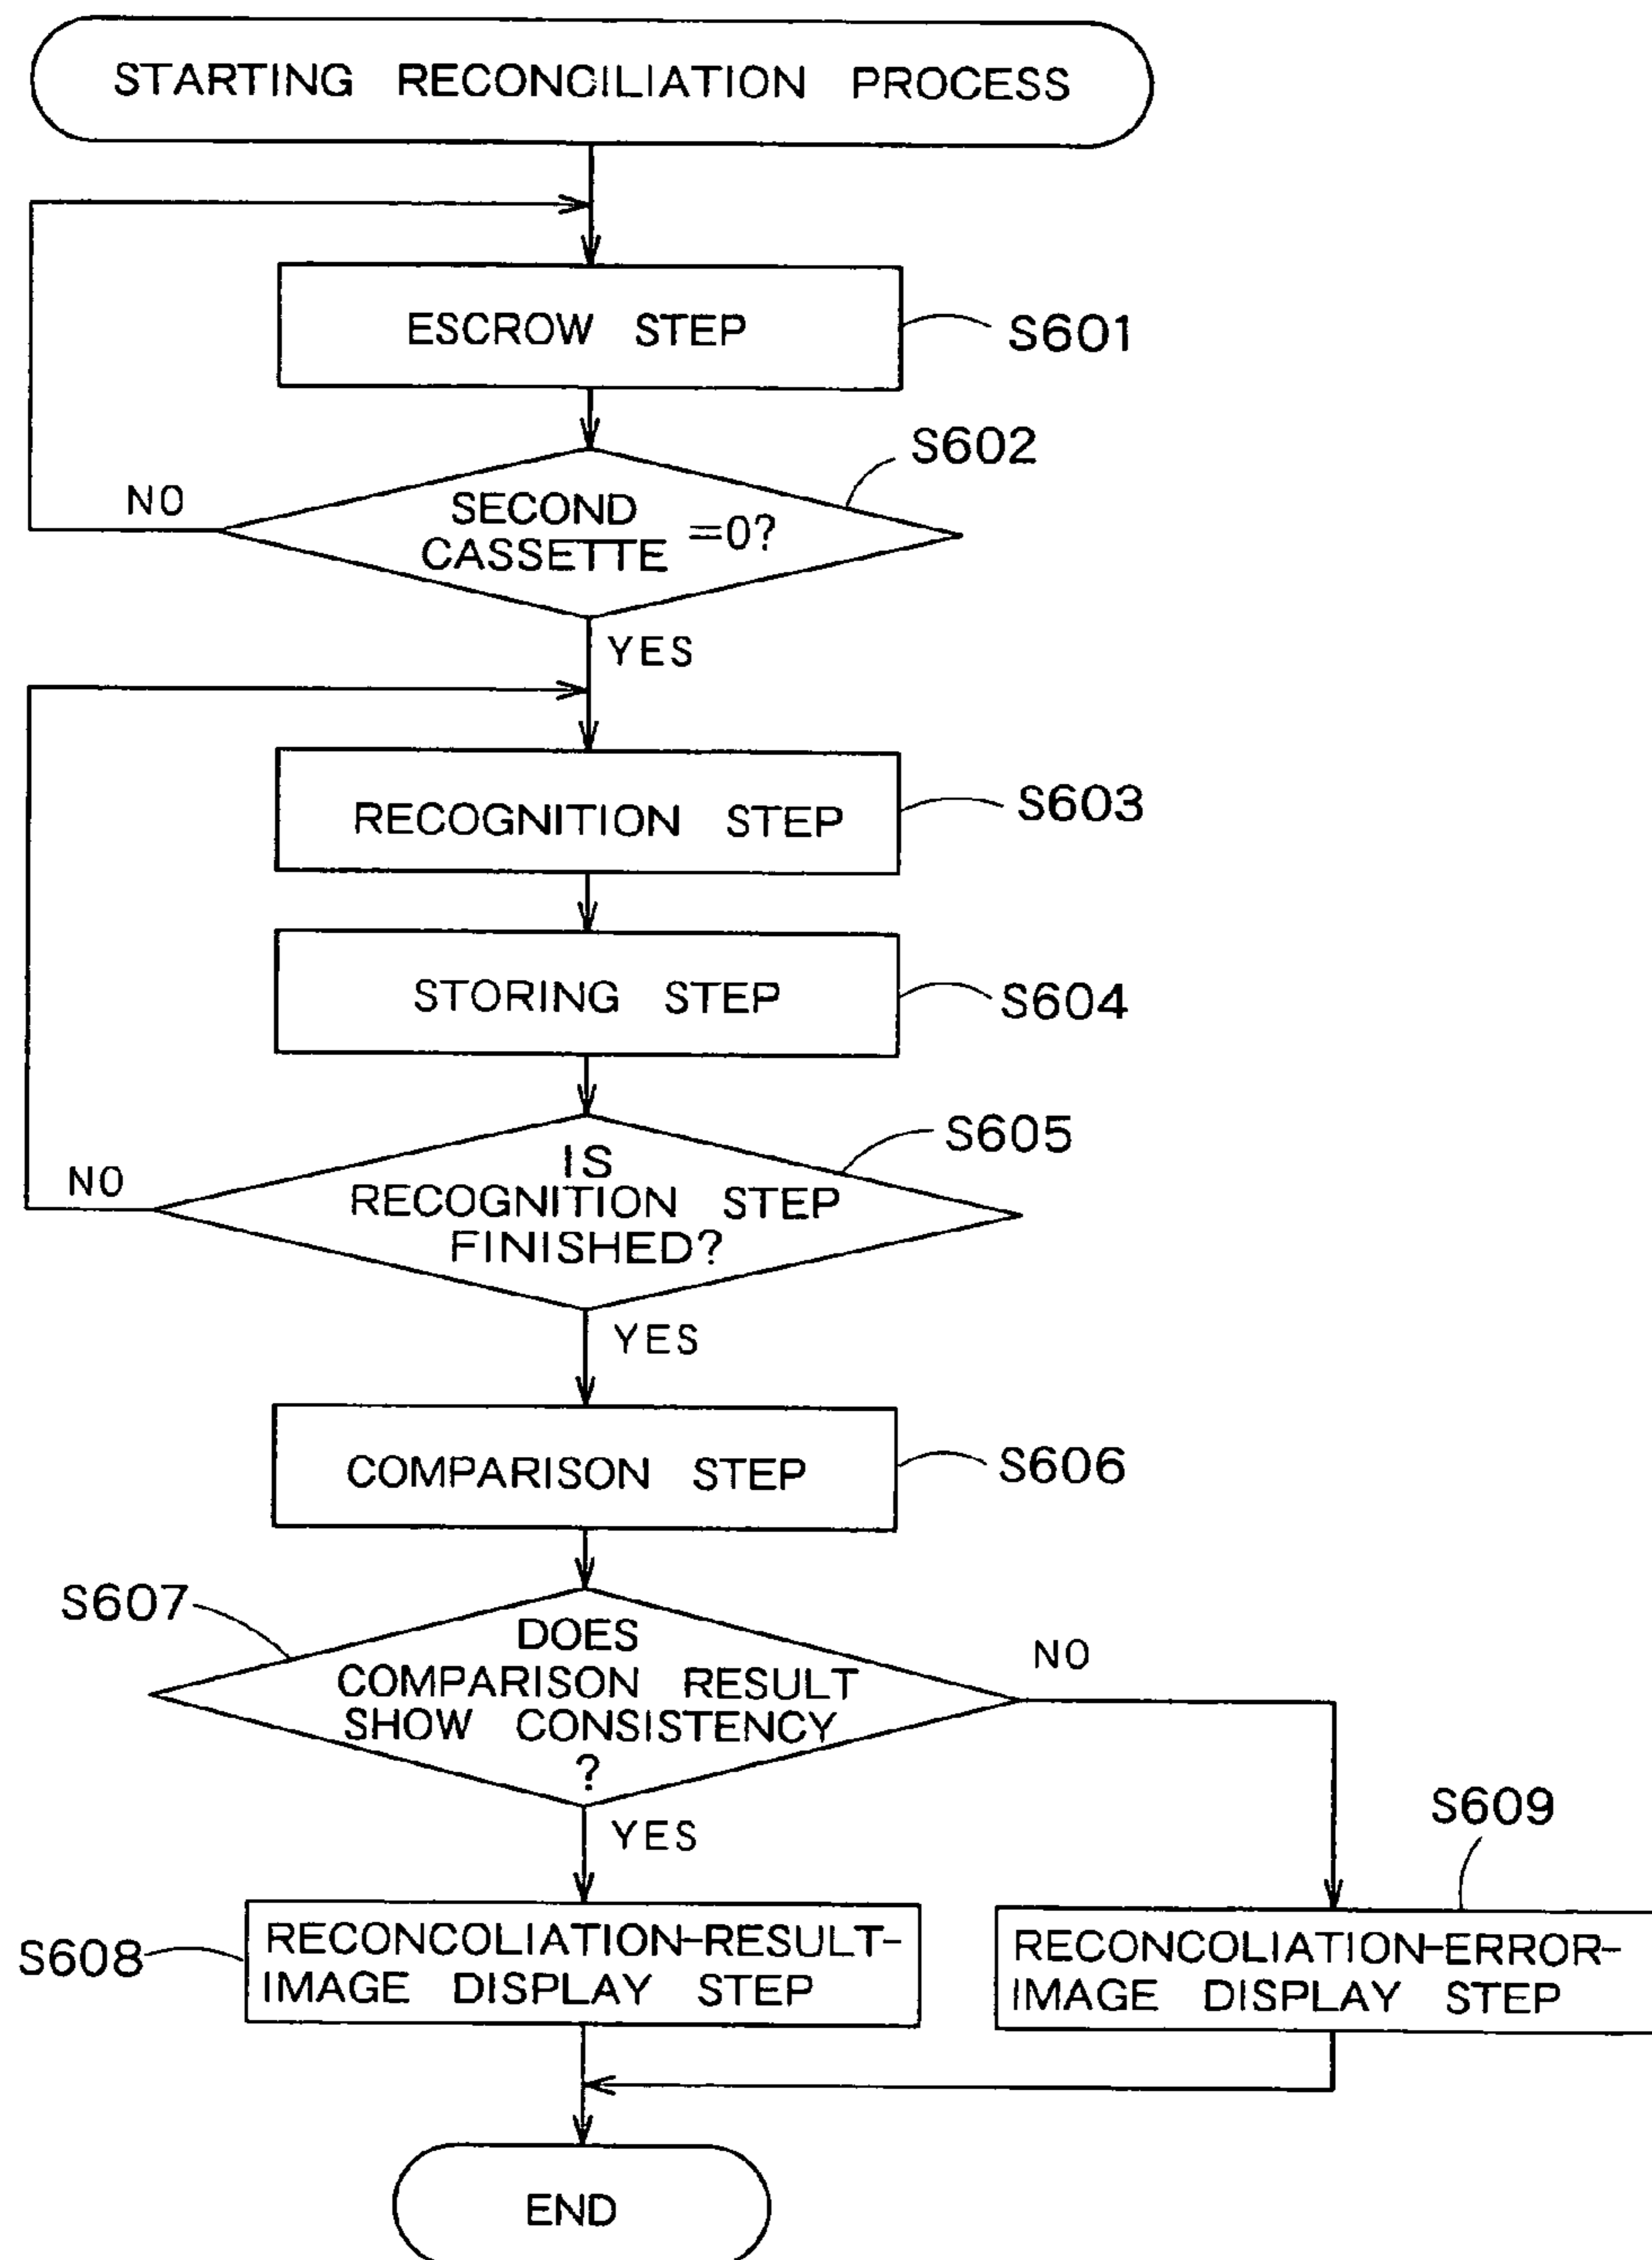 STARTING RECONCILIATION PROCESS
ESCROW STEP
S601
S602
NO
SECOND
CASSETTE =0?
YES
RECOGNITION STEP
S603
STORING STEP
S604
S605
NO
IS
RECOGNITION STEP
FINISHED?
YES
COMPARISON STEP
S606
S607
DOES
COMPARISON RESULT
SHOW CONSISTENCY
?
NO
YES
S609
S608
RECONCOLIATION-RESULT-
IMAGE DISPLAY STEP
RECONCOLIATION-ERROR-
IMAGE DISPLAY STEP
END